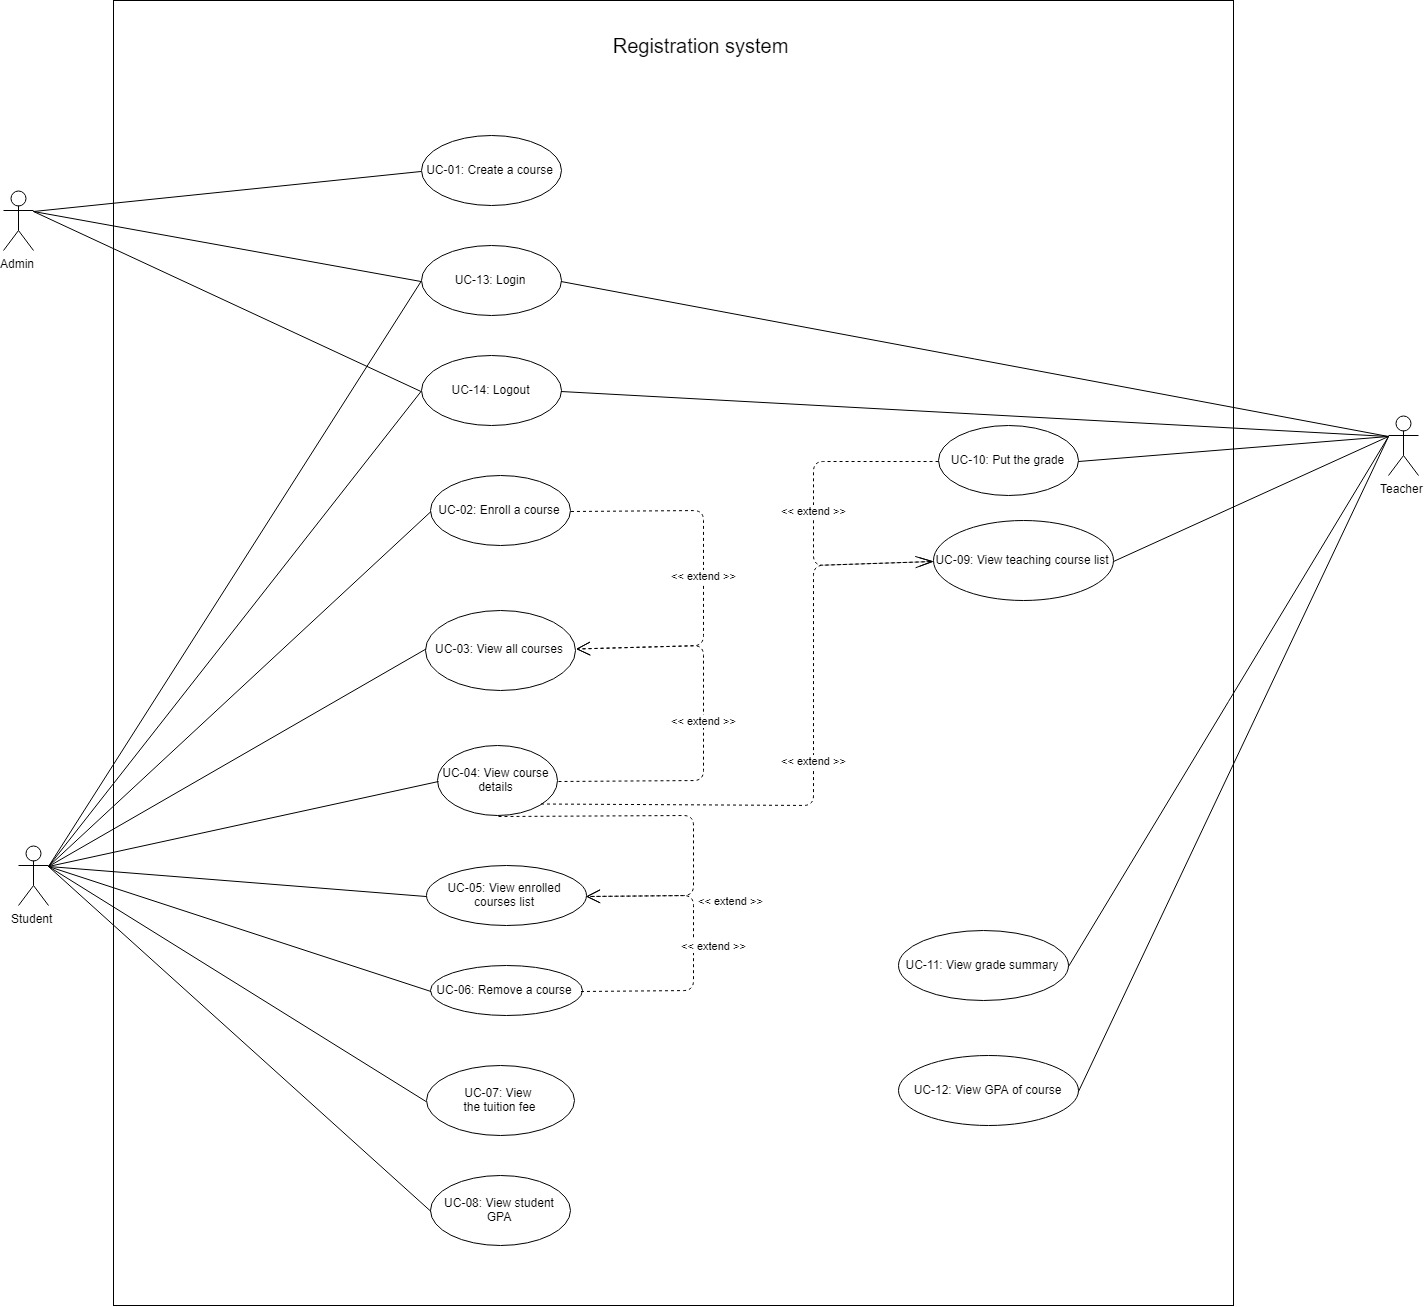 Registration system
UC-01: Create a course
Admin
UC-13: Login
UC-14: Logout
UC-10: Put the grade
Teacher
UC-02: Enroll a course
<< extend >>
UC-09: View teaching course list
<< extend >>
UC-03: View all courses
<< extend >>
<< extend >>
UC-04: View course
details
UC-05: View enrolled
courses list
<< extend >>
Student
<< extend >>
UC-11: View grade summary
UC-06: Remove a course
UC-07: View
the tuition fee
UC-12: View GPA of course
UC-08: View student
GPA